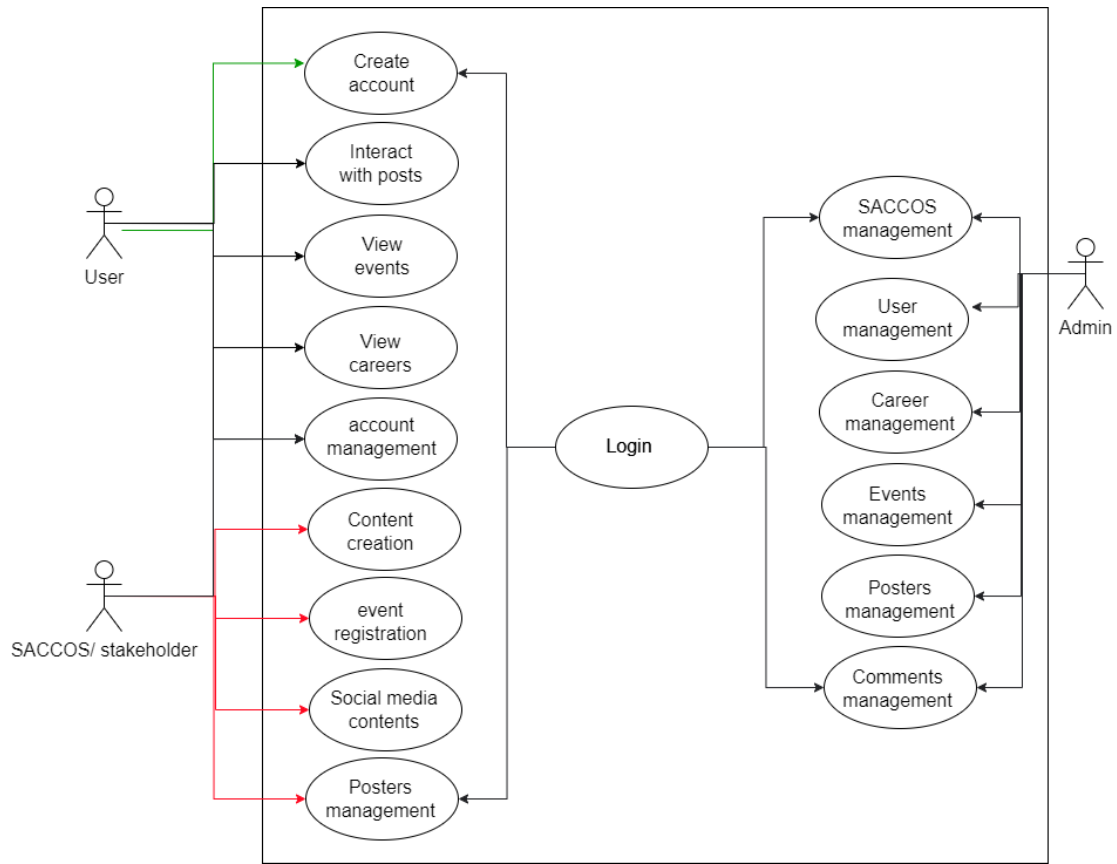 Create
account
Interact
with posts
User
View
events
View
careers
account
management
Content
creation
SACCOS/ stakeholder
event
registration
Social media
contents
Posters
management
Login
SACCOS
management
Admin
User
management
Career
management
Events
management
Posters
management
Comments
management